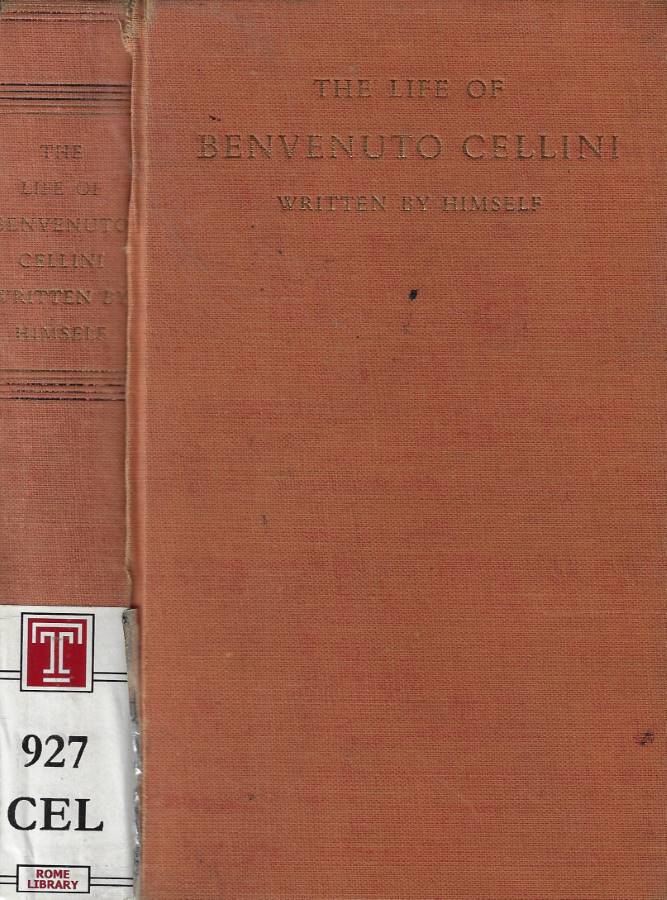 THE
LIFE OF
BENVENUTO
CELLINI
WRITTEN BY
HIMSELF
T
927
CEL
ROME
LIBRARY
THE LIFE OF
BENVENUTO CELLINI
WRITTEN BY HIMSELF